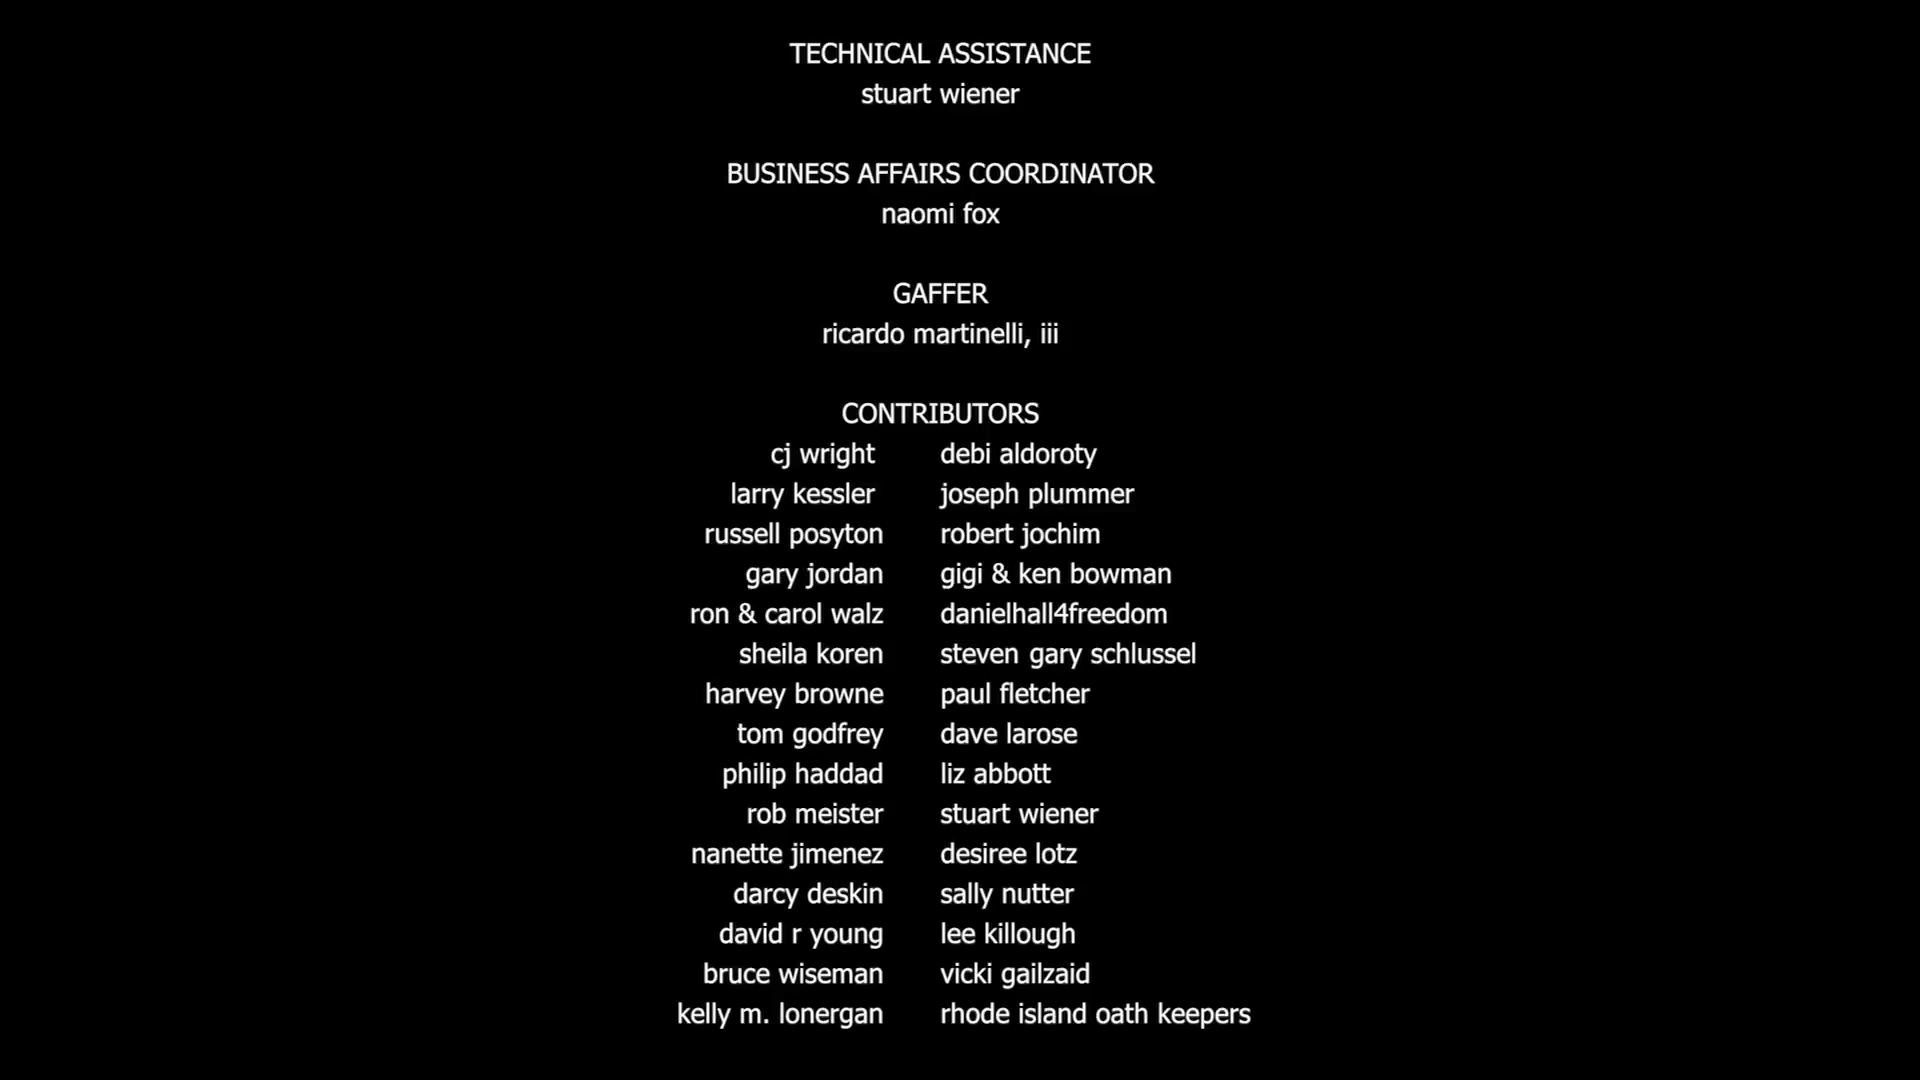 TECHNICAL ASSISTANCE
stuart wiener
BUSINESS AFFAIRS COORDINATOR
naomi fox
GAFFER
ricardo martinelli, iii
CONTRIBUTORS
cj wright debi aldoroty
larry kessler joseph plummer
russell posyton robert jochim
gary jordan gigi & ken bowman
ron & carol walz danielhall4freedom
sheila koren steven gary schlussel
harvey browne paul fletcher
tom godfrey dave larose
philip haddad liz abbott
rob meister stuart wiener
nanette jimenez desiree lotz
darcy deskin sally nutter
david r young lee killough
bruce wiseman vicki gailzaid
kelly m. lonergan rhode island oath keepers